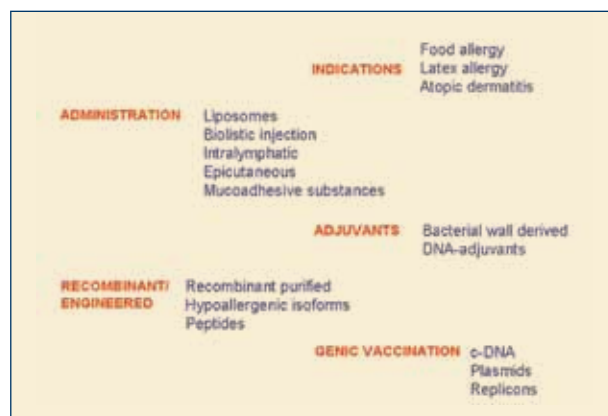 INDICATIONS
Food allergy
Latex allergy
Atopic dermatitis
ADMINISTRATION
Liposomes
Biolistic injection
Intralymphatic
Epicutaneous
Mucoadhesive substances
ADJUVANTS
Bacterial wall derived
DNA-adjuvants
RECOMBINANT/
ENGINEERED
Recombinant purified
Hypoallergenic isoforms
Peptides
GENIC VACCINATION
c-DNA
Plasmids
Replicons